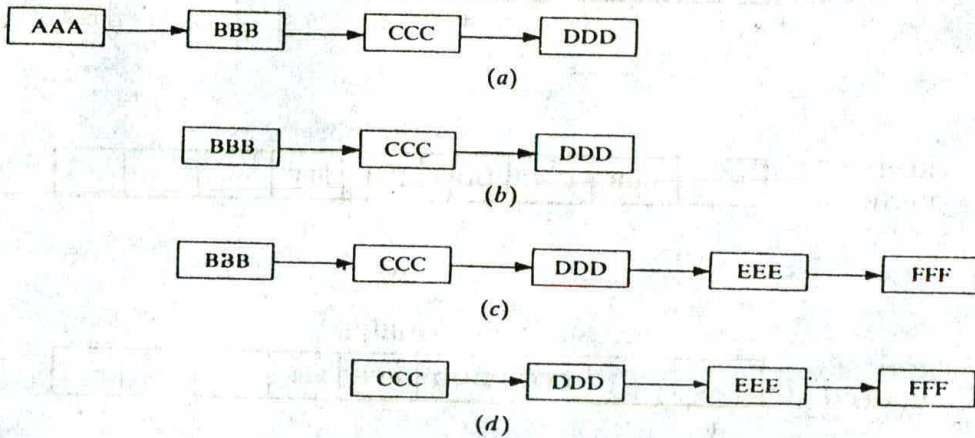 AAA BBB CCC DDD
(a)
BBB CCC DDD
(b)
BBB CCC DDD EEE FFF
(c)
CCC DDD EEE FFF
(d)